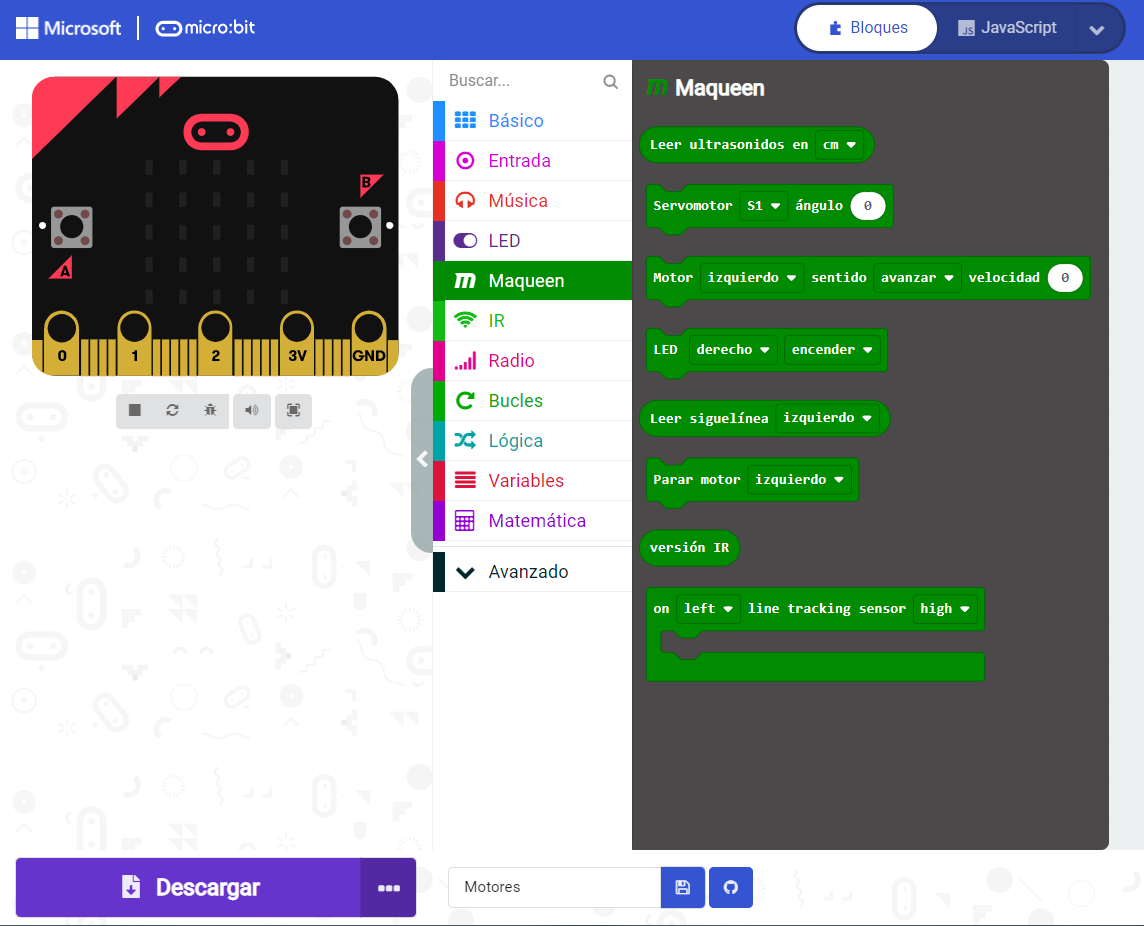 Microsoft micro:bit
Bloques JavaScript
B
A
0 1 2 3V GND
Buscar...
Básico
Entrada
Música
LED
Maqueen
IR
Radio
Bucles
Lógica
Variables
Matemática
Avanzado
m Maqueen
Leer ultrasonidos en cm
Servomotor S1 ángulo 0
Motor izquierdo sentido avanzar velocidad 0
LED derecho encender
Leer siguelínea izquierdo
Parar motor izquierdo
versión IR
on left line tracking sensor high
Descargar
Motores